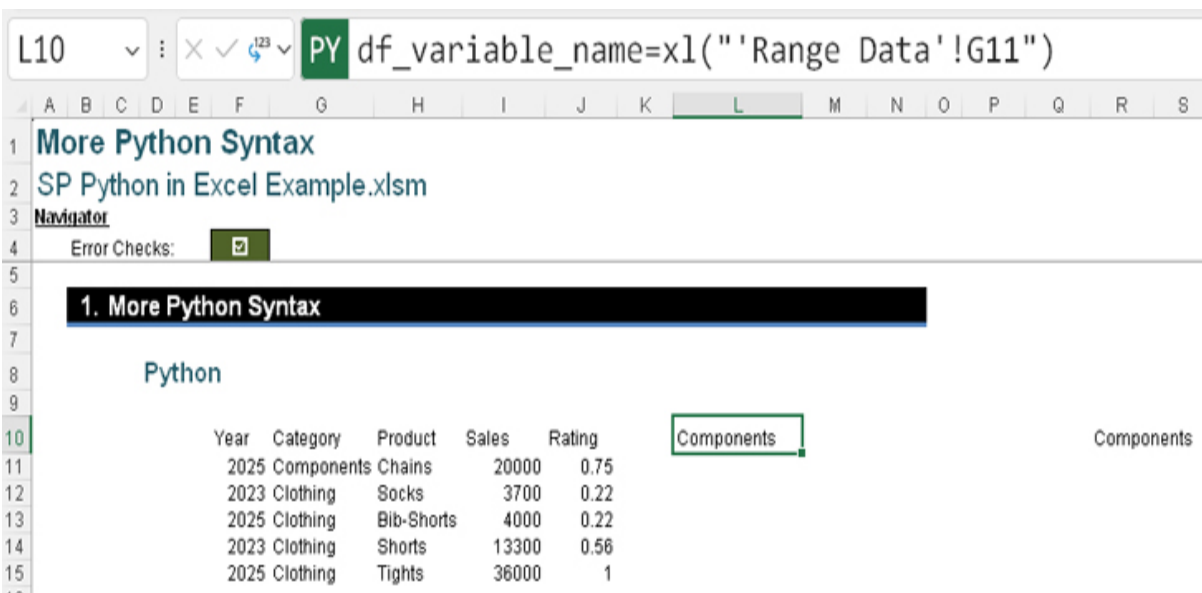 L10 123 PY df_variable_name=xl("'Range Data'!G11")
A B C D E F G H I J K L M N O P Q R S
1 More Python Syntax
2 SP Python in Excel Example.xlsm
3 Navigator
4 Error Checks:
5
6 1. More Python Syntax
7
8 Python
9
10 Year Category Product Sales Rating Components Components
11 2025 Components Chains 20000 0.75
12 2023 Clothing Socks 3700 0.22
13 2025 Clothing Bib-Shorts 4000 0.22
14 2023 Clothing Shorts 13300 0.56
15 2025 Clothing Tights 36000 1